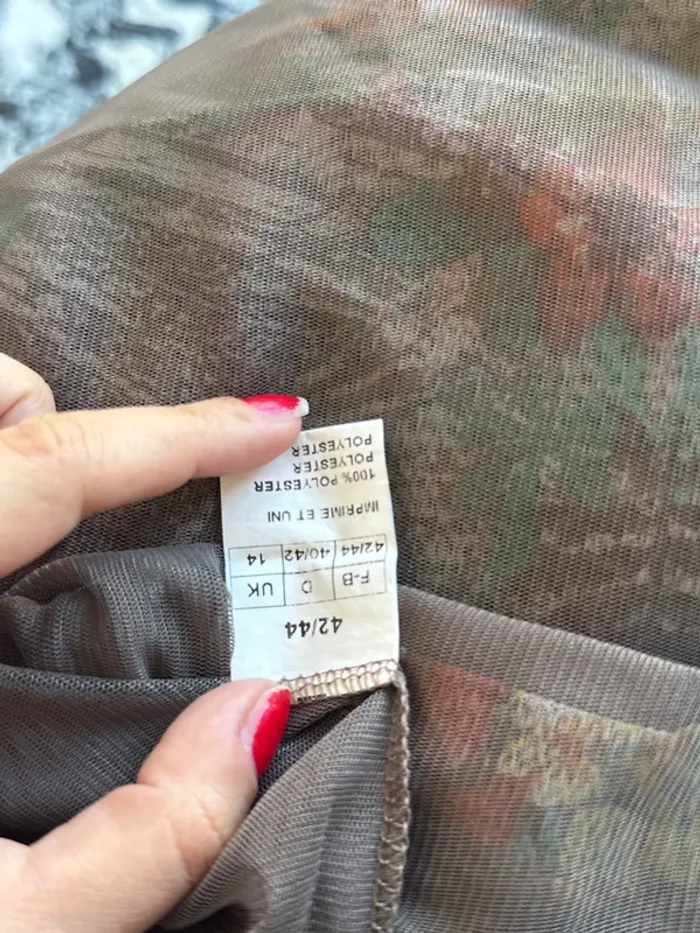 42/44
F-B D UK
42/44 40/42 14
IMPRIME ET UNI
100% POLYESTER
POLYESTER
POLYESTER